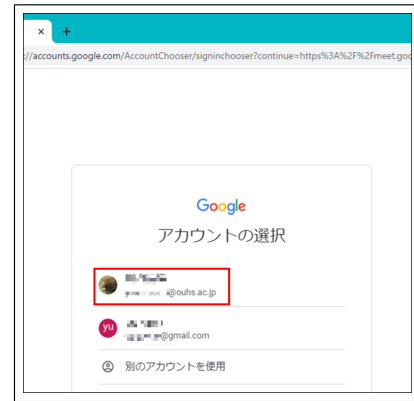 ://accounts.google.com/AccountChooser/signinchooser?continue=https%3A%2F%2Fmeet.goo
Google
アカウントの選択
@ouhs.ac.jp
yu
@gmail.com
別のアカウントを使用